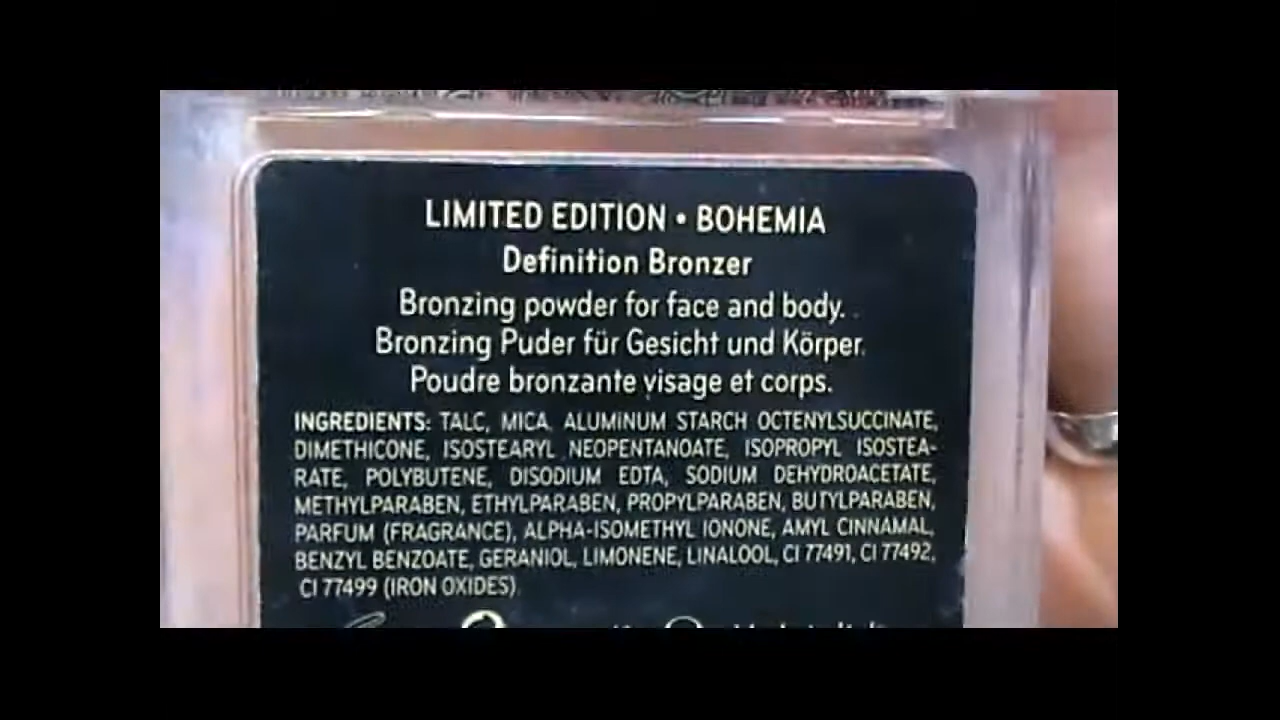 LIMITED EDITION • BOHEMIA
Definition Bronzer
Bronzing powder for face and body.
Bronzing Puder für Gesicht und Körper.
Poudre bronzante visage et corps.
INGREDIENTS: TALC, MICA, ALUMINUM STARCH OCTENYLSUCCINATE,
DIMETHICONE, ISOSTEARYL NEOPENTANOATE, ISOPROPYL ISOSTEA-
RATE, POLYBUTENE, DISODIUM EDTA, SODIUM DEHYDROACETATE,
METHYLPARABEN, ETHYLPARABEN, PROPYLPARABEN, BUTYLPARABEN,
PARFUM (FRAGRANCE), ALPHA-ISOMETHYL IONONE, AMYL CINNAMAL,
BENZYL BENZOATE, GERANIOL, LIMONENE, LINALOOL, CI 77491, CI 77492,
CI 77499 (IRON OXIDES)